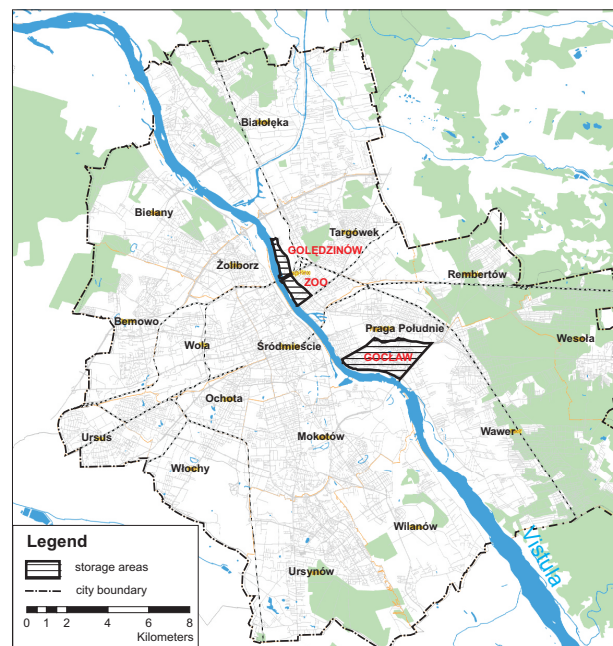 Białołęka
Bielany
Targówek
GOLĘDZINÓW
Żoliborz
Rembertów
ZOO
Bemowo
Praga Południe
Wola
Śródmieście
Wesoła
GOCŁAW
Ochota
Ursus
Mokotów
Wawer
Włochy
Wilanów
Vistula
Ursynów
Legend
storage areas
city boundary
0 1 2 4 6 8
Kilometers